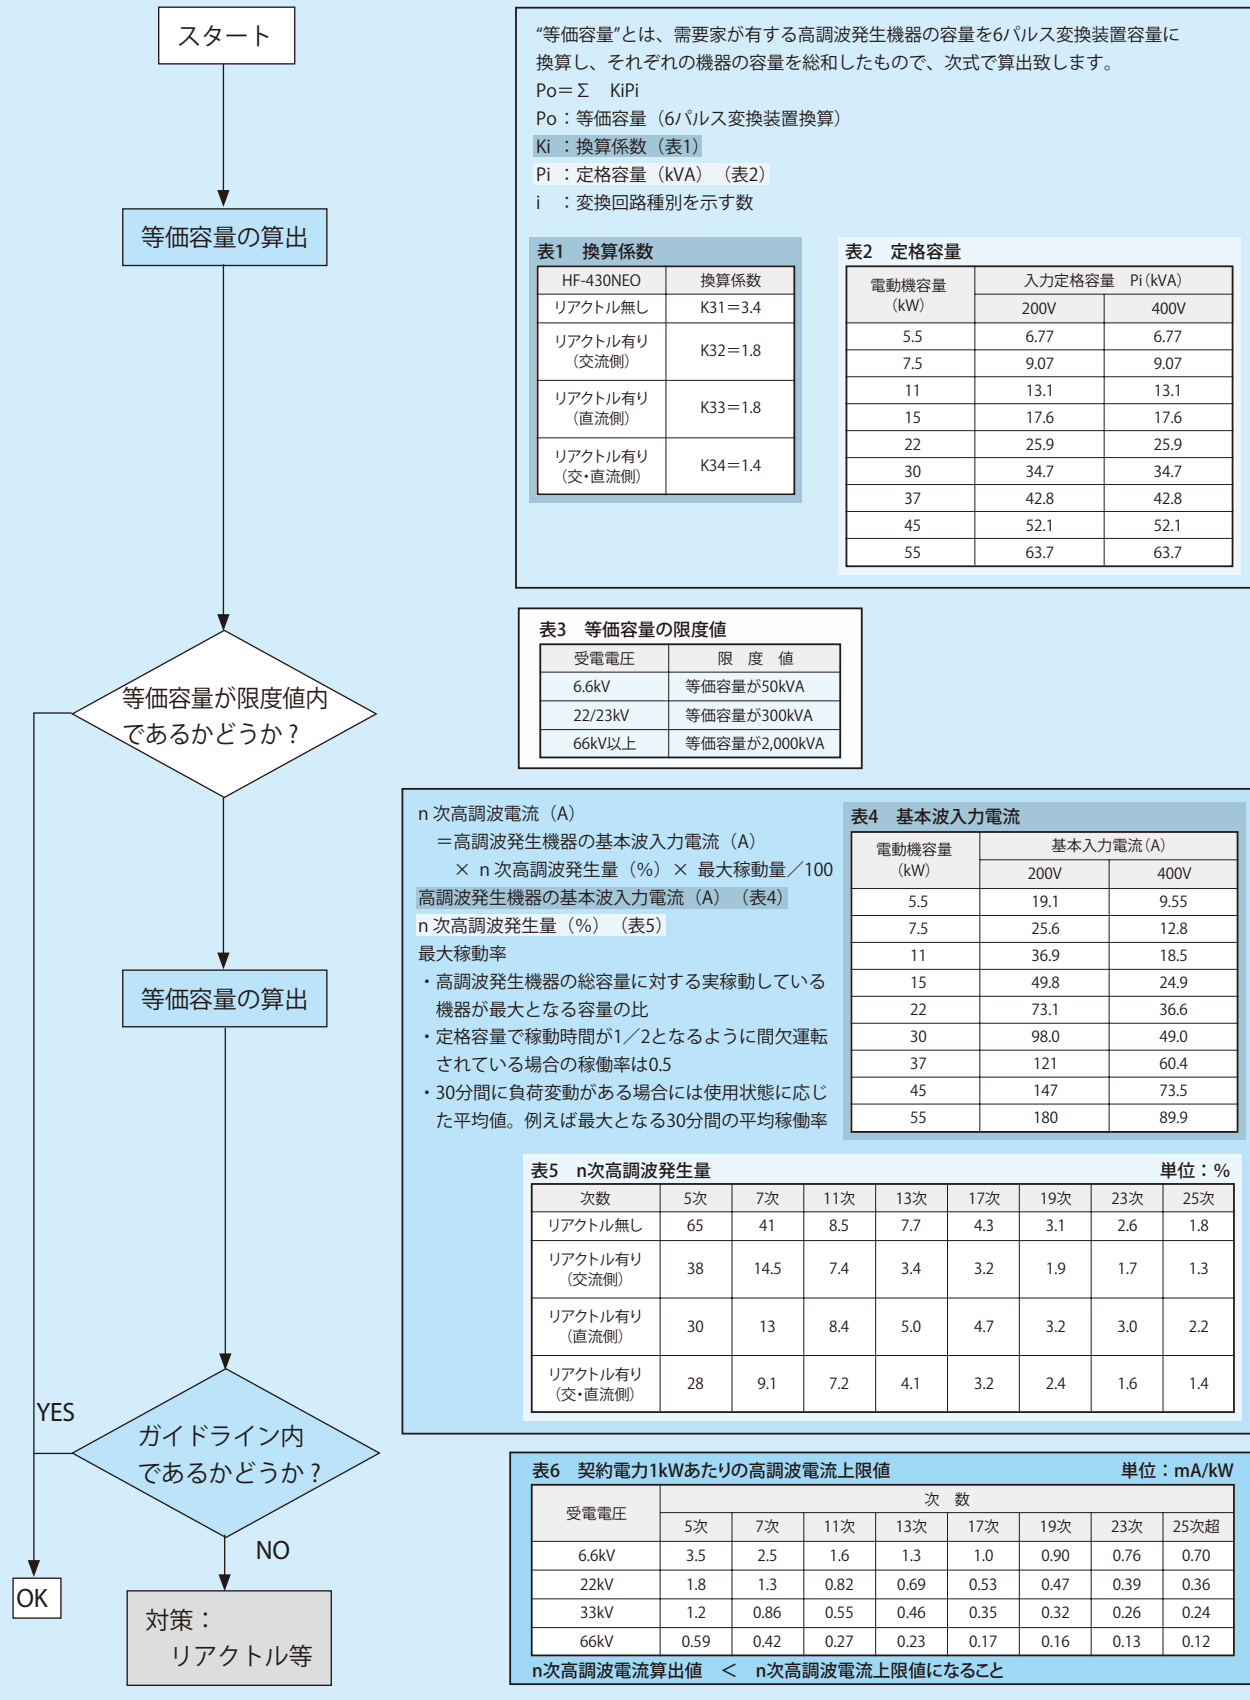 スタート
等価容量の算出
等価容量が限度値内
であるかどうか？
等価容量の算出
ガイドライン内
であるかどうか？
YES
NO
OK
対策：
リアクトル等
“等価容量”とは、需要家が有する高調波発生機器の容量を6パルス変換装置容量に
換算し、それぞれの機器の容量を総和したもので、次式で算出致します。
Po＝Σ　KiPi
Po：等価容量（6パルス変換装置換算）
Ki ：換算係数（表1）
Pi ：定格容量（kVA）（表2）
i ：変換回路種別を示す数
表1　換算係数
HF-430NEO 換算係数
リアクトル無し K31＝3.4
リアクトル有り
（交流側） K32＝1.8
リアクトル有り
（直流側） K33＝1.8
リアクトル有り
（交・直流側） K34＝1.4
表2　定格容量
電動機容量
（kW） 入力定格容量　Pi（kVA）
200V 400V
5.5 6.77 6.77
7.5 9.07 9.07
11 13.1 13.1
15 17.6 17.6
22 25.9 25.9
30 34.7 34.7
37 42.8 42.8
45 52.1 52.1
55 63.7 63.7
表3　等価容量の限度値
受電電圧 限　度　値
6.6kV 等価容量が50kVA
22/23kV 等価容量が300kVA
66kV以上 等価容量が2,000kVA
n 次高調波電流（A）
＝高調波発生機器の基本波入力電流（A）
× n 次高調波発生量（%）× 最大稼動量／100
高調波発生機器の基本波入力電流（A）（表4）
n 次高調波発生量（%）（表5）
最大稼動率
・高調波発生機器の総容量に対する実稼動している
機器が最大となる容量の比
・定格容量で稼動時間が1／2となるように間欠運転
されている場合の稼働率は0.5
・30分間に負荷変動がある場合には使用状態に応じ
た平均値。例えば最大となる30分間の平均稼働率
表4　基本波入力電流
電動機容量
（kW） 基本入力電流（A）
200V 400V
5.5 19.1 9.55
7.5 25.6 12.8
11 36.9 18.5
15 49.8 24.9
22 73.1 36.6
30 98.0 49.0
37 121 60.4
45 147 73.5
55 180 89.9
表5　n次高調波発生量 単位：%
次数 5次 7次 11次 13次 17次 19次 23次 25次
リアクトル無し 65 41 8.5 7.7 4.3 3.1 2.6 1.8
リアクトル有り
（交流側） 38 14.5 7.4 3.4 3.2 1.9 1.7 1.3
リアクトル有り
（直流側） 30 13 8.4 5.0 4.7 3.2 3.0 2.2
リアクトル有り
（交・直流側） 28 9.1 7.2 4.1 3.2 2.4 1.6 1.4
表6　契約電力1kWあたりの高調波電流上限値 単位：mA/kW
受電電圧 次　数
5次 7次 11次 13次 17次 19次 23次 25次超
6.6kV 3.5 2.5 1.6 1.3 1.0 0.90 0.76 0.70
22kV 1.8 1.3 0.82 0.69 0.53 0.47 0.39 0.36
33kV 1.2 0.86 0.55 0.46 0.35 0.32 0.26 0.24
66kV 0.59 0.42 0.27 0.23 0.17 0.16 0.13 0.12
n次高調波電流算出値　＜　n次高調波電流上限値になること